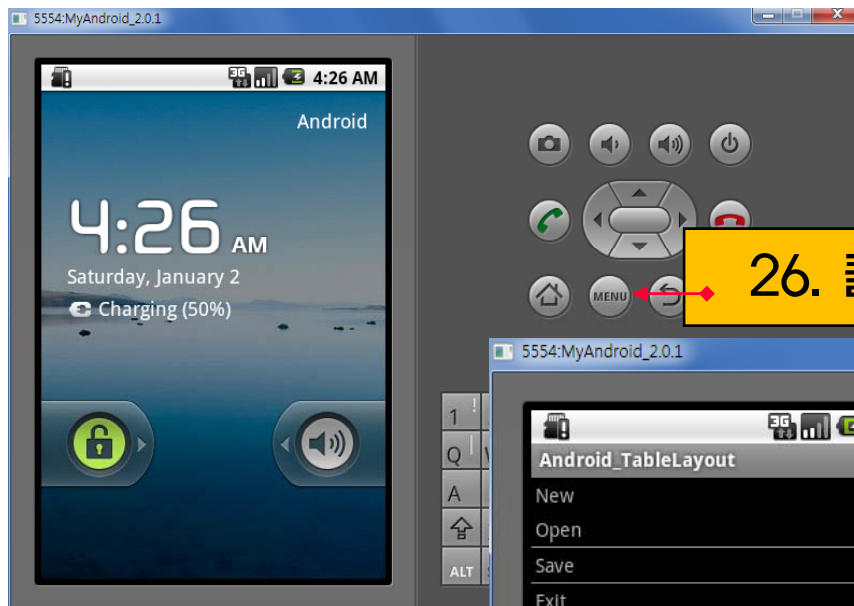 5554:MyAndroid_2.0.1
3G
4:26 AM
Android
4:26 AM
Saturday, January 2
Charging (50%)
MENU
26.
5554:MyAndroid_2.0.1
1 !
Q
A
ALT
3G
Android_TableLayout
New
Open
Save
Exit